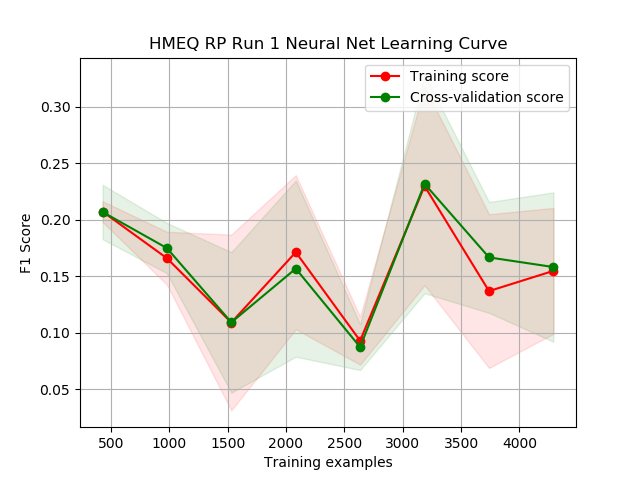 HMEQ RP Run 1 Neural Net Learning Curve
Training score
Cross-validation score
F1 Score
0.30
0.25
0.20
0.15
0.10
0.05
500 1000 1500 2000 2500 3000 3500 4000
Training examples